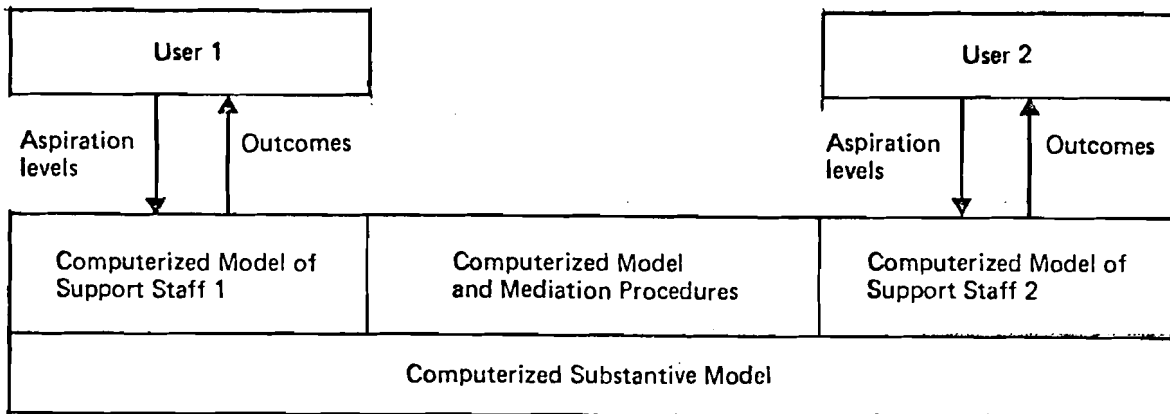 User 1
User 2
Aspiration
levels
Outcomes
Aspiration
levels
Outcomes
Computerized Model of
Support Staff 1
Computerized Model
and Mediation Procedures
Computerized Model of
Support Staff 2
Computerized Substantive Model